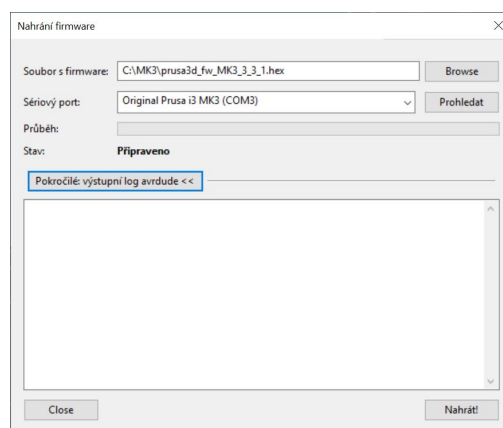 Nahrání firmware
Soubor s firmware: C:\MK3\prusa3d_fw_MK3_3_3_1.hex Browse
Sériový port: Original Prusa i3 MK3 (COM3) Prohledat
Průběh:
Stav: Připraveno
Pokročilé: výstupní log avrdude <<
Close Nahrát!